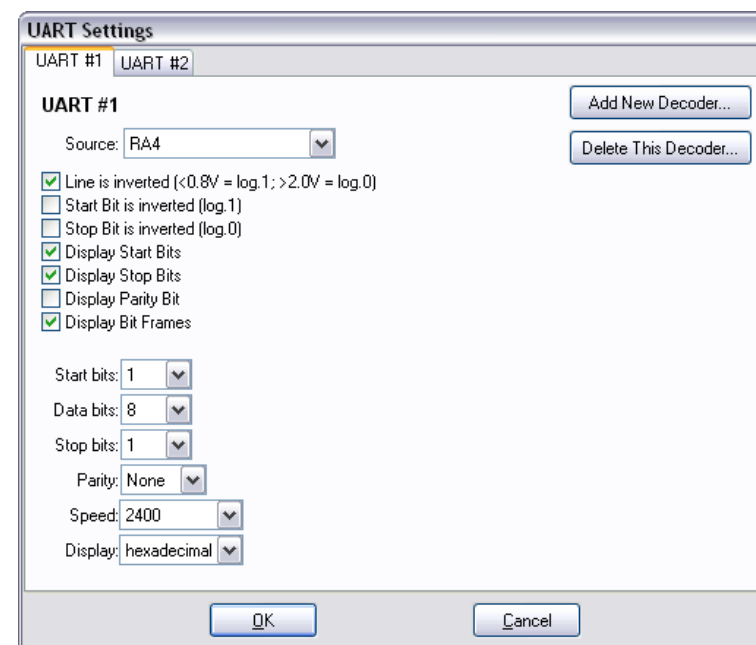 UART Settings
UART #1 UART #2
UART #1
Add New Decoder...
Source: RA4
Delete This Decoder...
Line is inverted (<0.8V = log.1; >2.0V = log.0)
Start Bit is inverted (log.1)
Stop Bit is inverted (log.0)
Display Start Bits
Display Stop Bits
Display Parity Bit
Display Bit Frames
Start bits: 1
Data bits: 8
Stop bits: 1
Parity: None
Speed: 2400
Display: hexadecimal
OK Cancel